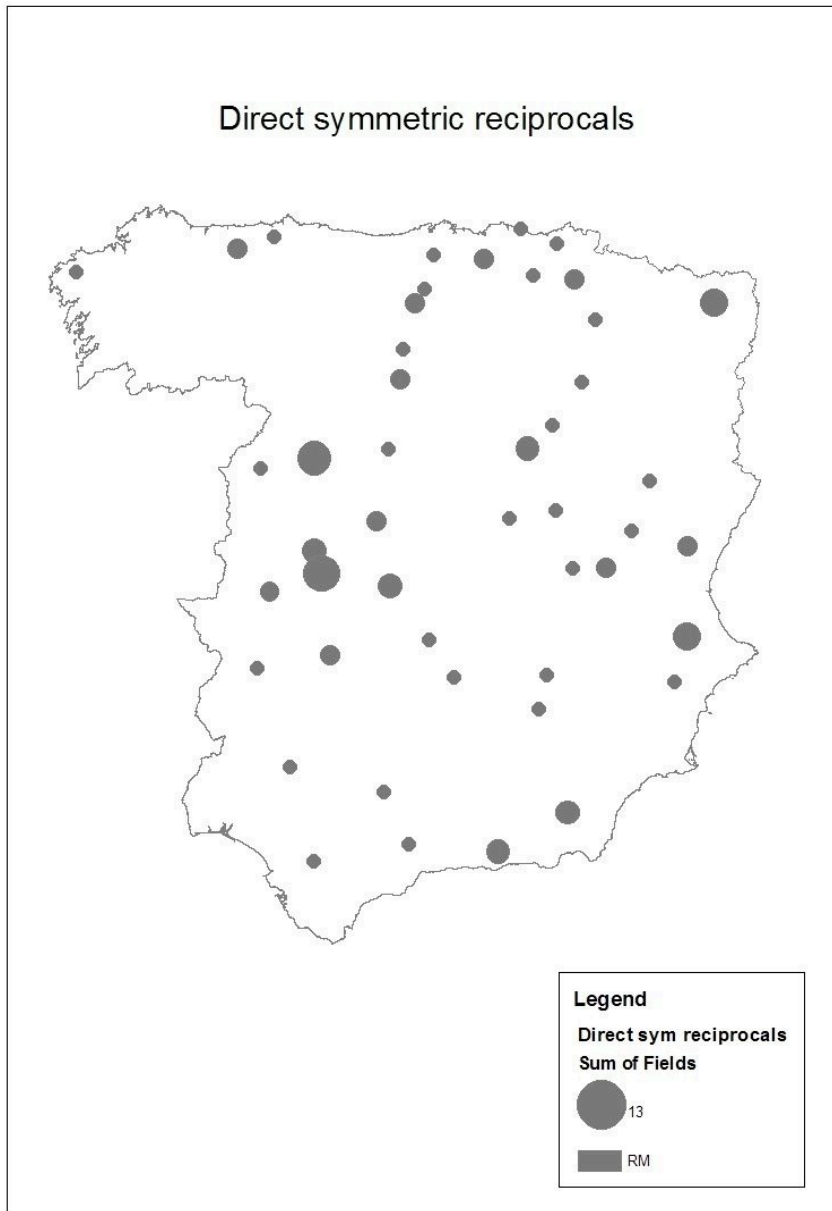 Direct symmetric reciprocals
Legend
Direct sym reciprocals
Sum of Fields
13
RM